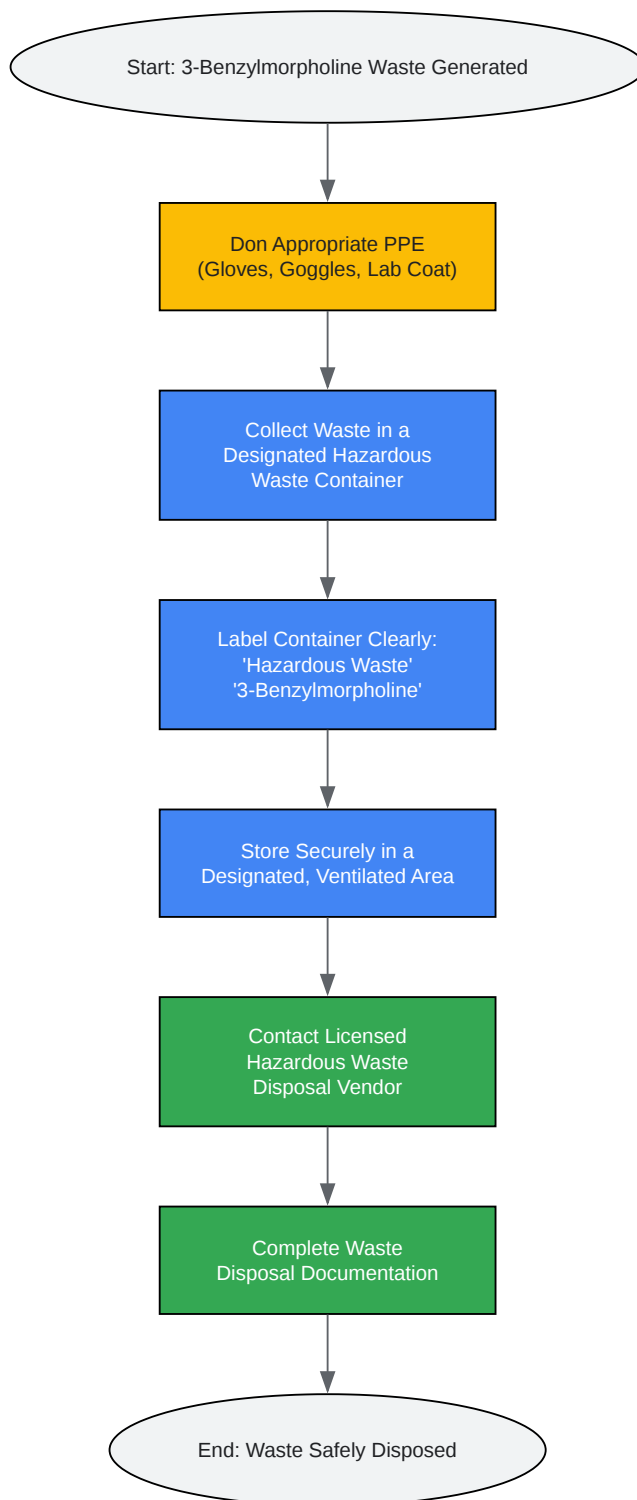 Start: 3-Benzylmorpholine Waste Generated
Don Appropriate PPE
(Gloves, Goggles, Lab Coat)
Collect Waste in a
Designated Hazardous
Waste Container
Label Container Clearly:
'Hazardous Waste'
'3-Benzylmorpholine'
Store Securely in a
Designated, Ventilated Area
Contact Licensed
Hazardous Waste
Disposal Vendor
Complete Waste
Disposal Documentation
End: Waste Safely Disposed